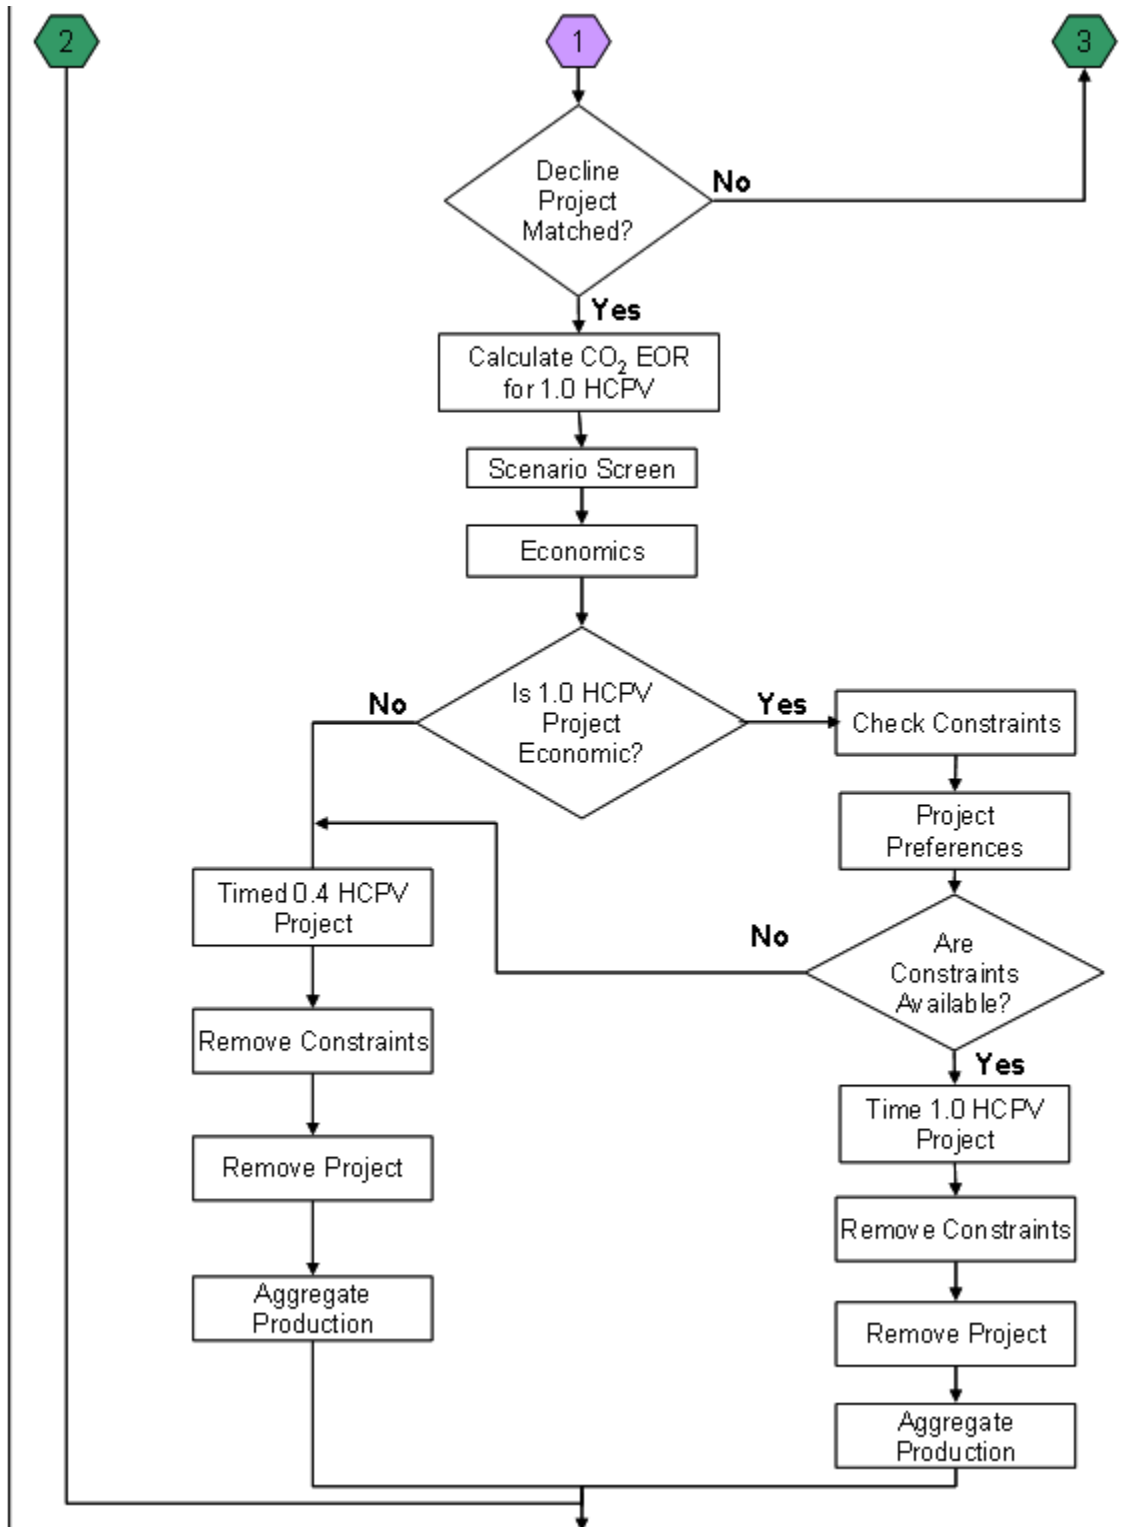 2
1
3
Decline
Project
Matched?
No
Yes
Calculate CO₂ EOR
for 1.0 HCPV
Scenario Screen
Economics
Is 1.0 HCPV
Project
Economic?
No
Yes
Check Constraints
Project
Preferences
Are
Constraints
Available?
No
Yes
Timed 0.4 HCPV
Project
Remove Constraints
Remove Project
Aggregate
Production
Time 1.0 HCPV
Project
Remove Constraints
Remove Project
Aggregate
Production